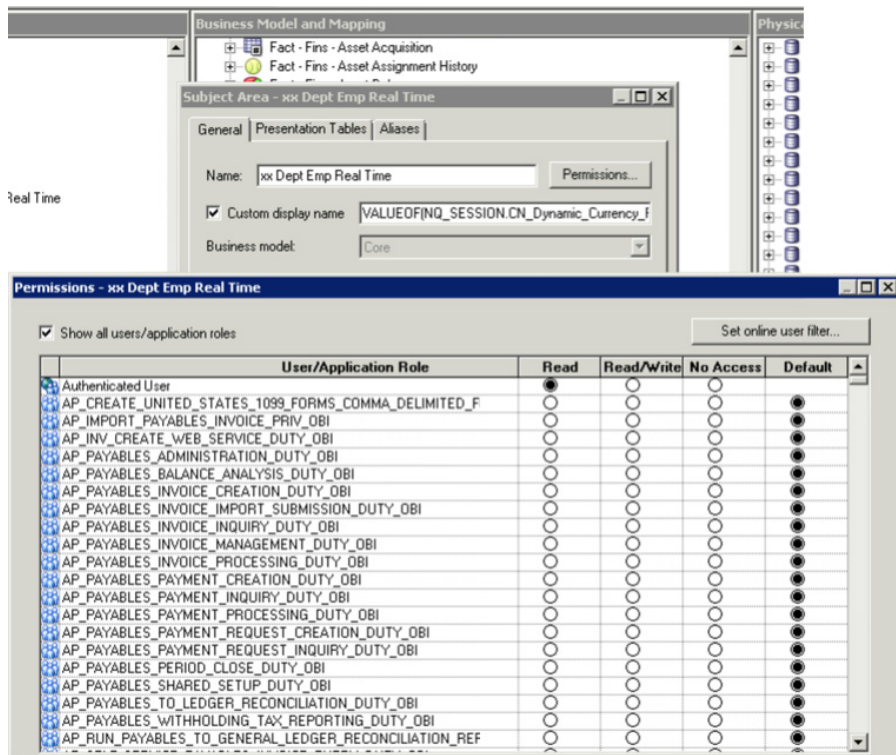 Business Model and Mapping
Physic
Fact - Fins - Asset Acquisition
Fact - Fins - Asset Assignment History
Subject Area - xx Dept Emp Real Time
General Presentation Tables Aliases
Name: xx Dept Emp Real Time Permissions...
Real Time
Custom display name VALUEOF(NQ_SESSION.CN_Dynamic_Currency_
Business model: Core
Permissions - xx Dept Emp Real Time
Show all users/application roles Set online user filter...
User/Application Role Read Read/Write No Access Default
Authenticated User
AP_CREATE_UNITED_STATES_1099_FORMS_COMMA_DELIMITED_F
AP_IMPORT_PAYABLES_INVOICE_PRIV_OBI
AP_INV_CREATE_WEB_SERVICE_DUTY_OBI
AP_PAYABLES_ADMINISTRATION_DUTY_OBI
AP_PAYABLES_BALANCE_ANALYSIS_DUTY_OBI
AP_PAYABLES_INVOICE_CREATION_DUTY_OBI
AP_PAYABLES_INVOICE_IMPORT_SUBMISSION_DUTY_OBI
AP_PAYABLES_INVOICE_INQUIRY_DUTY_OBI
AP_PAYABLES_INVOICE_MANAGEMENT_DUTY_OBI
AP_PAYABLES_INVOICE_PROCESSING_DUTY_OBI
AP_PAYABLES_PAYMENT_CREATION_DUTY_OBI
AP_PAYABLES_PAYMENT_INQUIRY_DUTY_OBI
AP_PAYABLES_PAYMENT_PROCESSING_DUTY_OBI
AP_PAYABLES_PAYMENT_REQUEST_CREATION_DUTY_OBI
AP_PAYABLES_PAYMENT_REQUEST_INQUIRY_DUTY_OBI
AP_PAYABLES_PERIOD_CLOSE_DUTY_OBI
AP_PAYABLES_SHARED_SETUP_DUTY_OBI
AP_PAYABLES_TO_LEDGER_RECONCILIATION_DUTY_OBI
AP_PAYABLES_WITHHOLDING_TAX_REPORTING_DUTY_OBI
AP_RUN_PAYABLES_TO_GENERAL_LEDGER_RECONCILIATION_REF